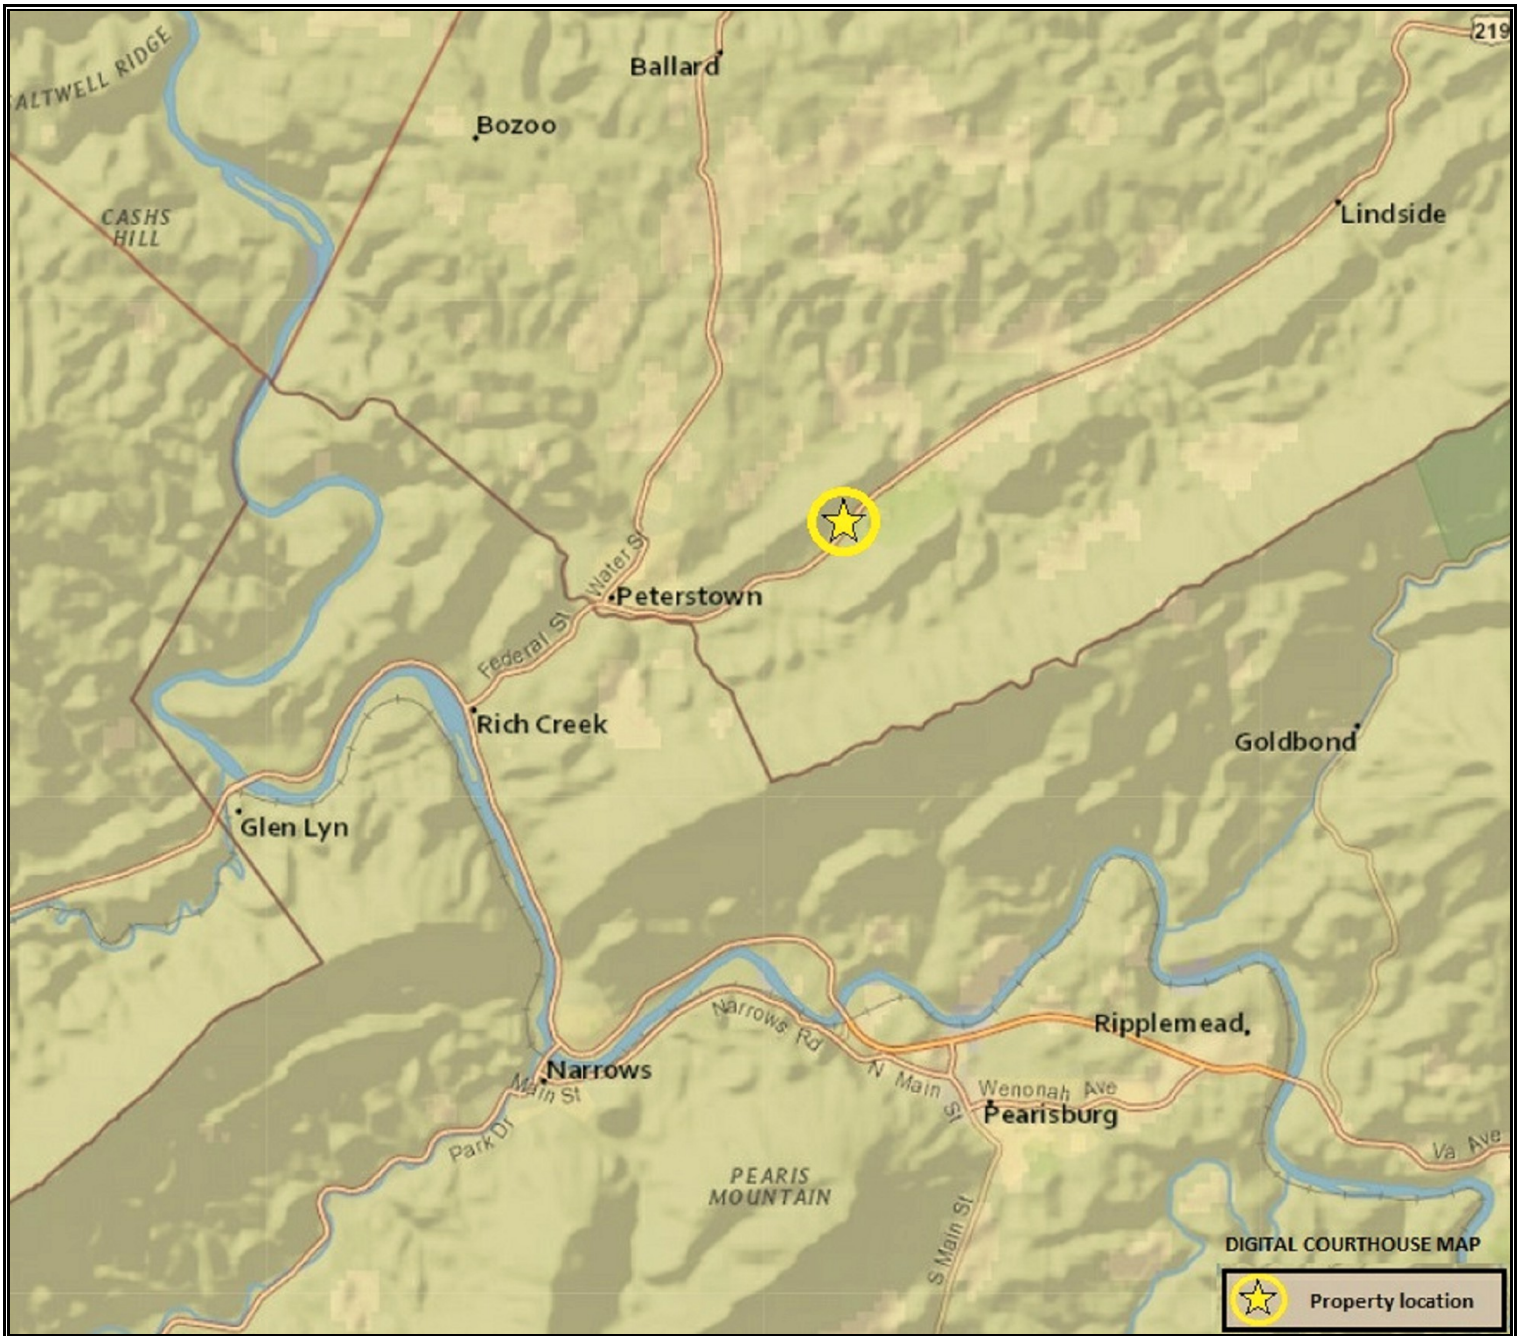 219
ALTWELL RIDGE
Ballard
Bozoo
CASHS
HILL
Lindside
Water St
Peterstown
Federal St
Rich Creek
Goldbond
Glen Lyn
Narrows Rd
Ripplemead
Narrows
Main St
N Main St
Wenonah Ave
Pearisburg
Park Dr
Va Ave
PEARIS
MOUNTAIN
S Main St
DIGITAL COURTHOUSE MAP
Property location